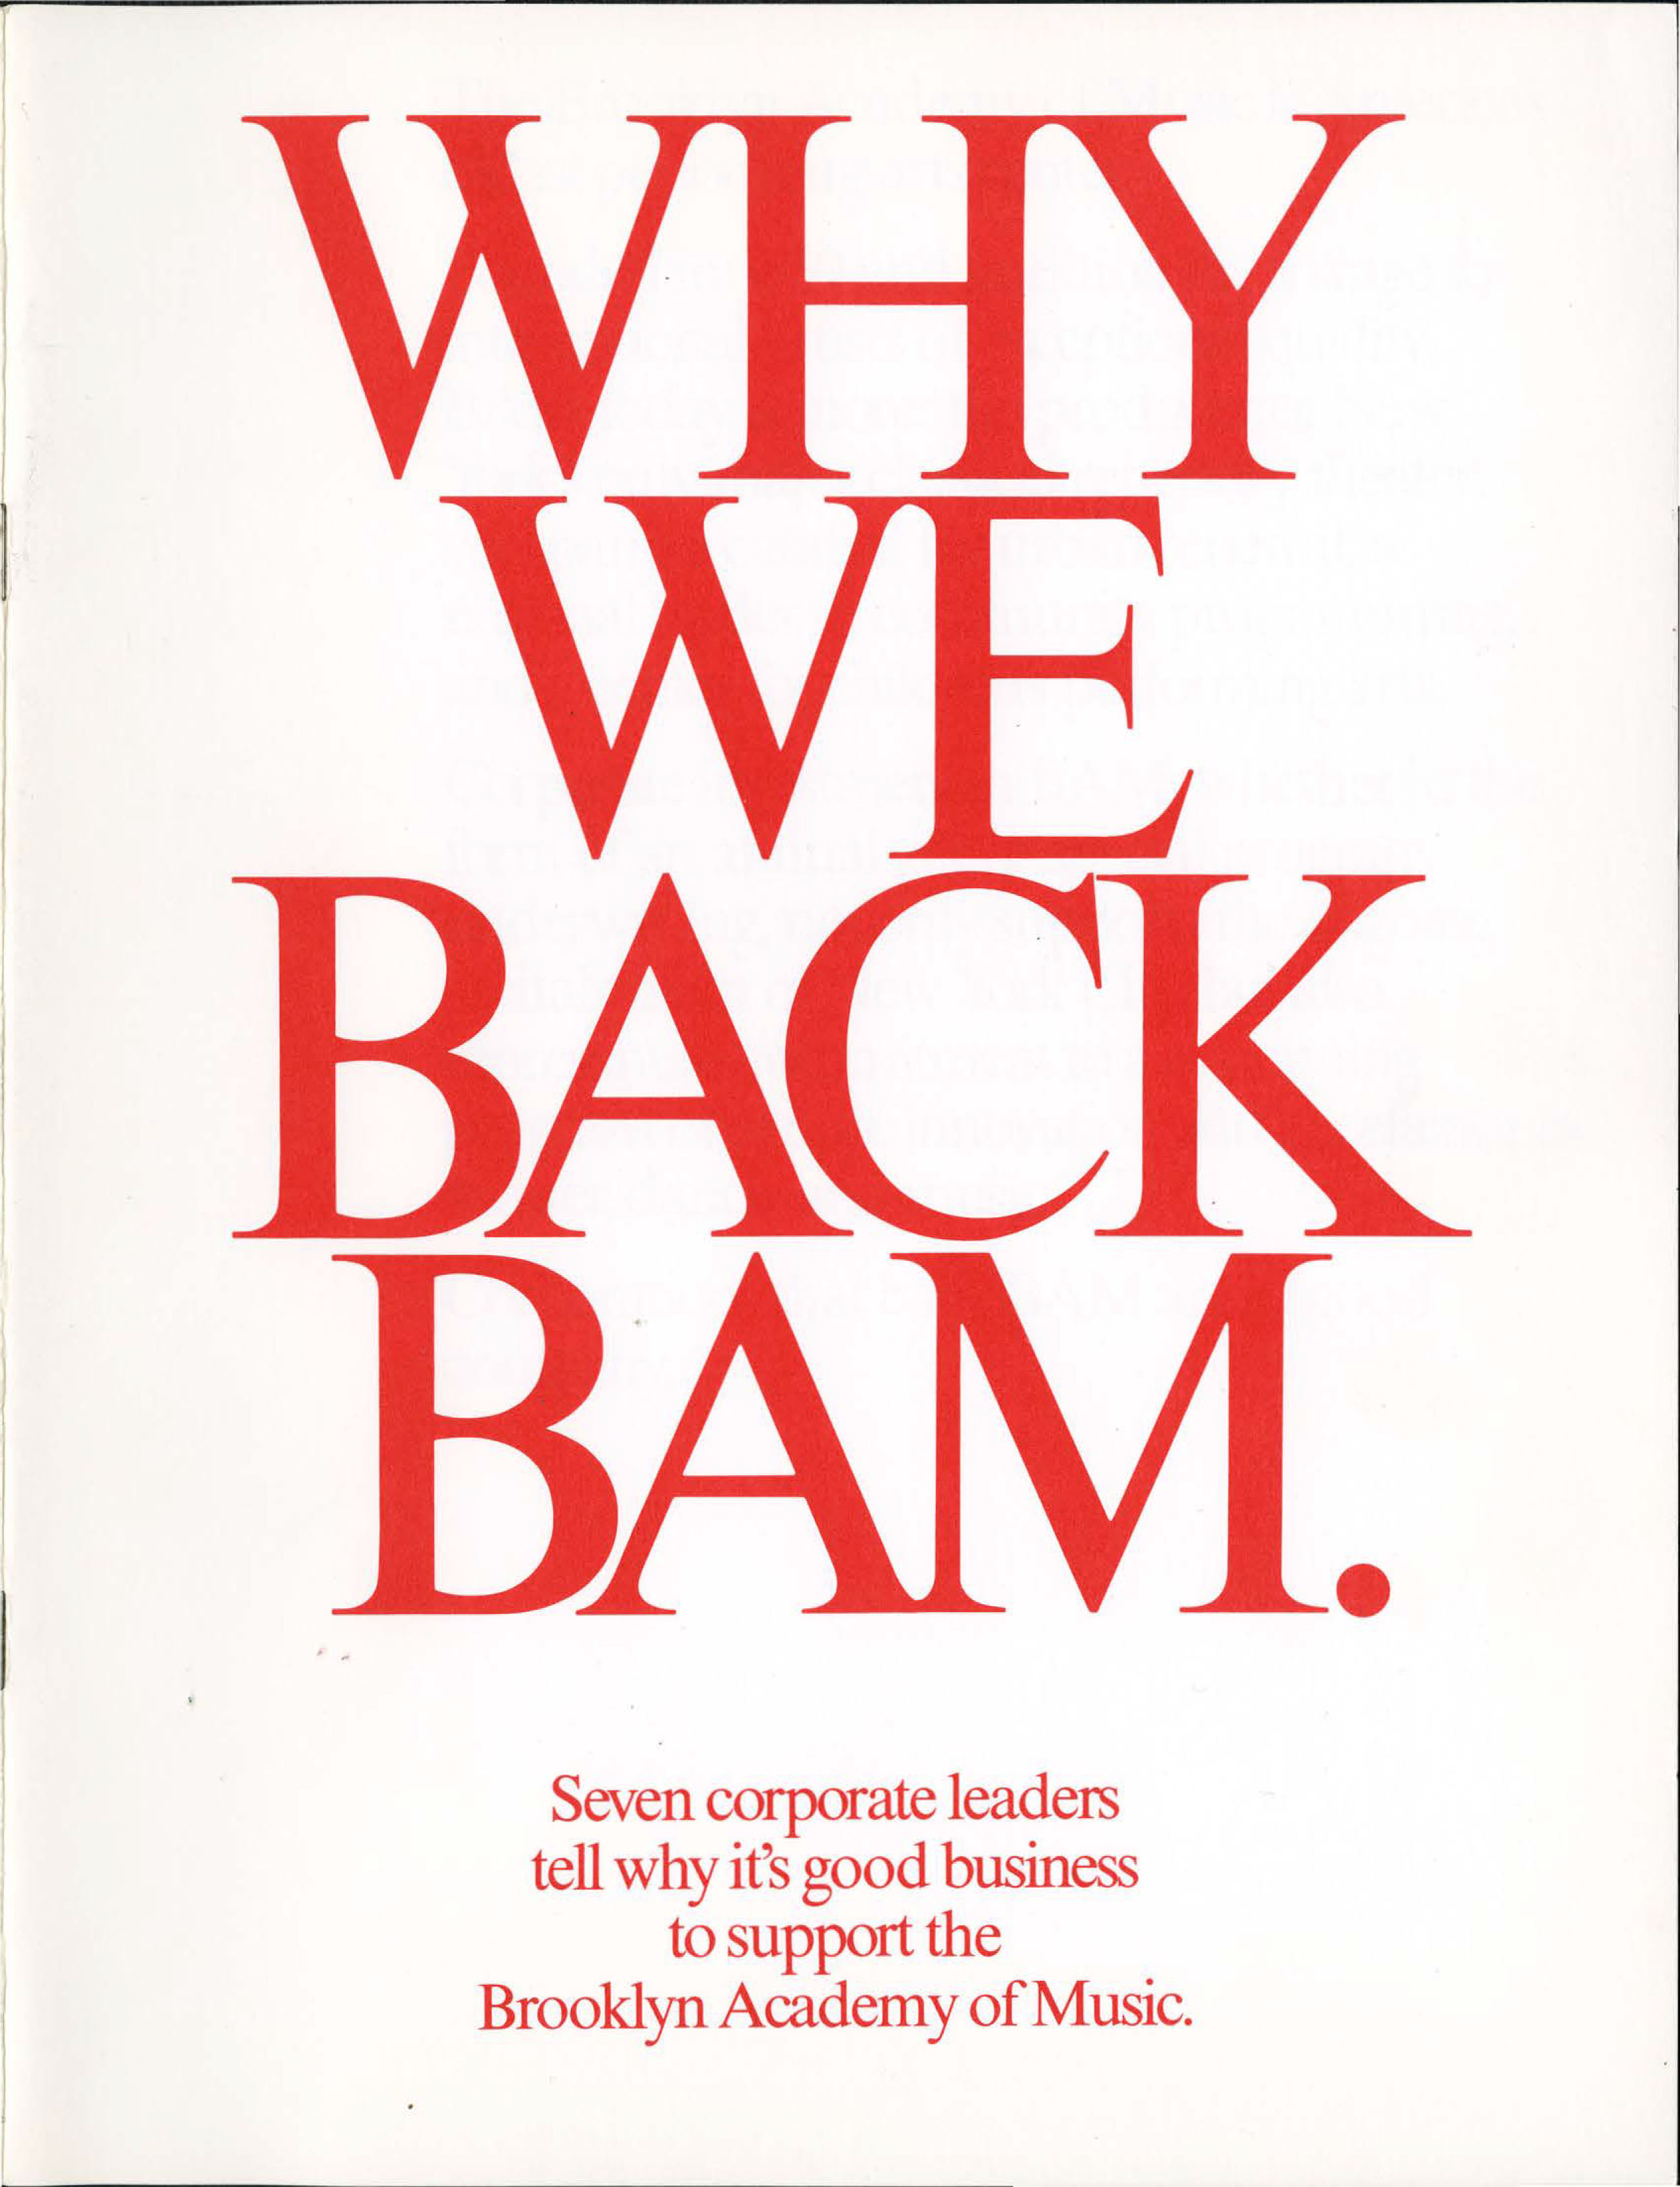 WHY
WE
BACK
BAM.
Seven corporate leaders
tell why it's good business
to support the
Brooklyn Academy of Music.